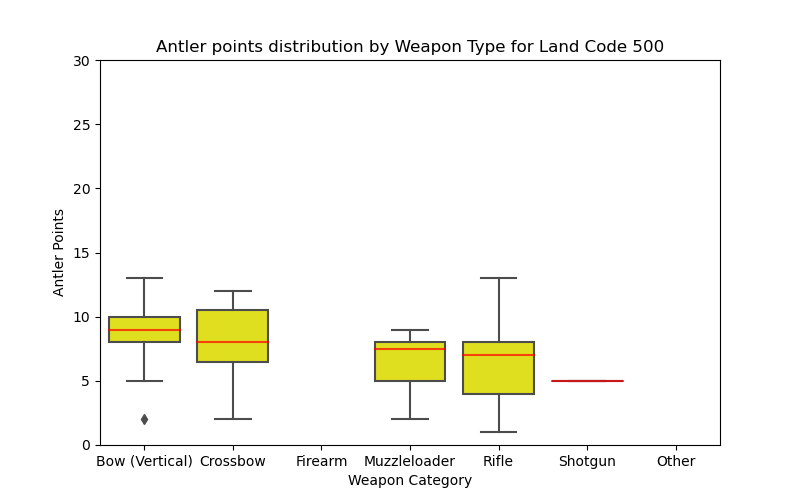 Antler points distribution by Weapon Type for Land Code 500
30
25
20
15
10
5
0
Antler Points
Bow (Vertical) Crossbow Firearm Muzzleloader Rifle Shotgun Other
Weapon Category